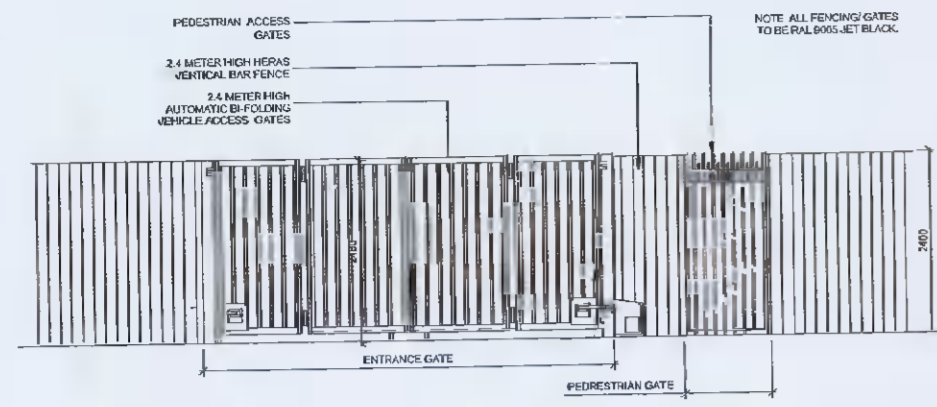 PEDESTRIAN ACCESS
GATES
NOTE ALL FENCING/GATES
TO BE RAL 9005 JET BLACK.
2.4 METER HIGH HERAS
VERTICAL BAR FENCE
2.4 METER HIGH
AUTOMATIC BI-FOLDING
VEHICLE ACCESS GATES
2400
ENTRANCE GATE
PEDRESTRIAN GATE